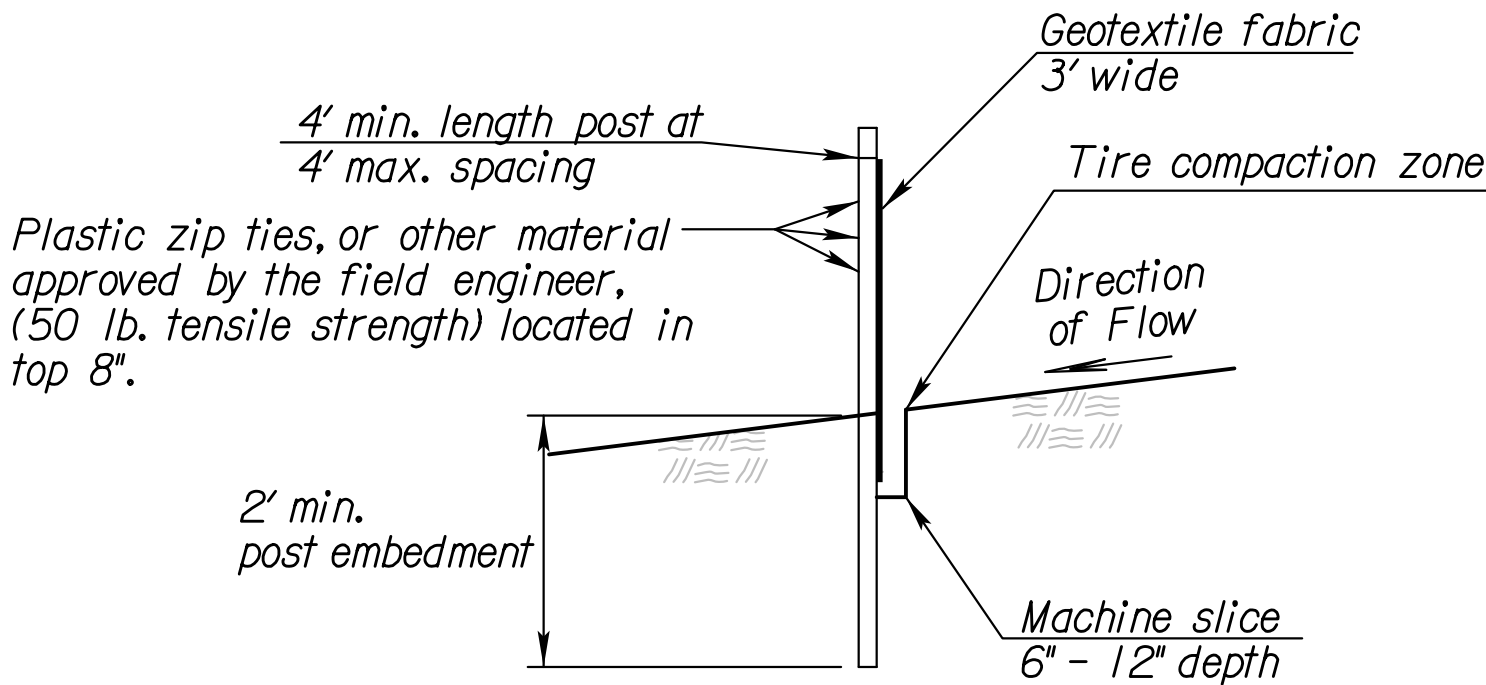 Geotextile fabric
3' wide
4' min. length post at
4' max. spacing
Tire compaction zone
Plastic zip ties, or other material
approved by the field engineer,
(50 lb. tensile strength) located in
top 8".
Direction
of Flow
2' min.
post embedment
Machine slice
6" - 12" depth